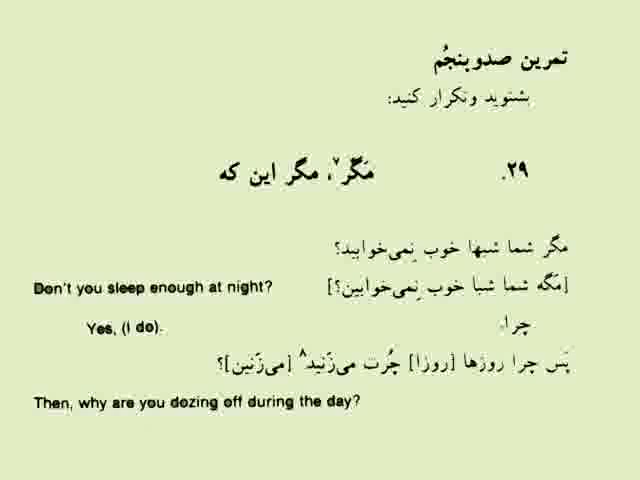 تمرین صدوپنجُم
بشنوید وتکرار کنید:
۲۹. مَگَر۷، مگر این که
مگر شما شبها خوب نِمی‌خوابید؟
Don't you sleep enough at night? [مَگه شما شبا خوب نِمی‌خوابین؟]
Yes, (I do). چرا.
پَس چرا روزها [روزا] چُرت می‌زَنید۸ [می‌زَنین]؟
Then, why are you dozing off during the day?